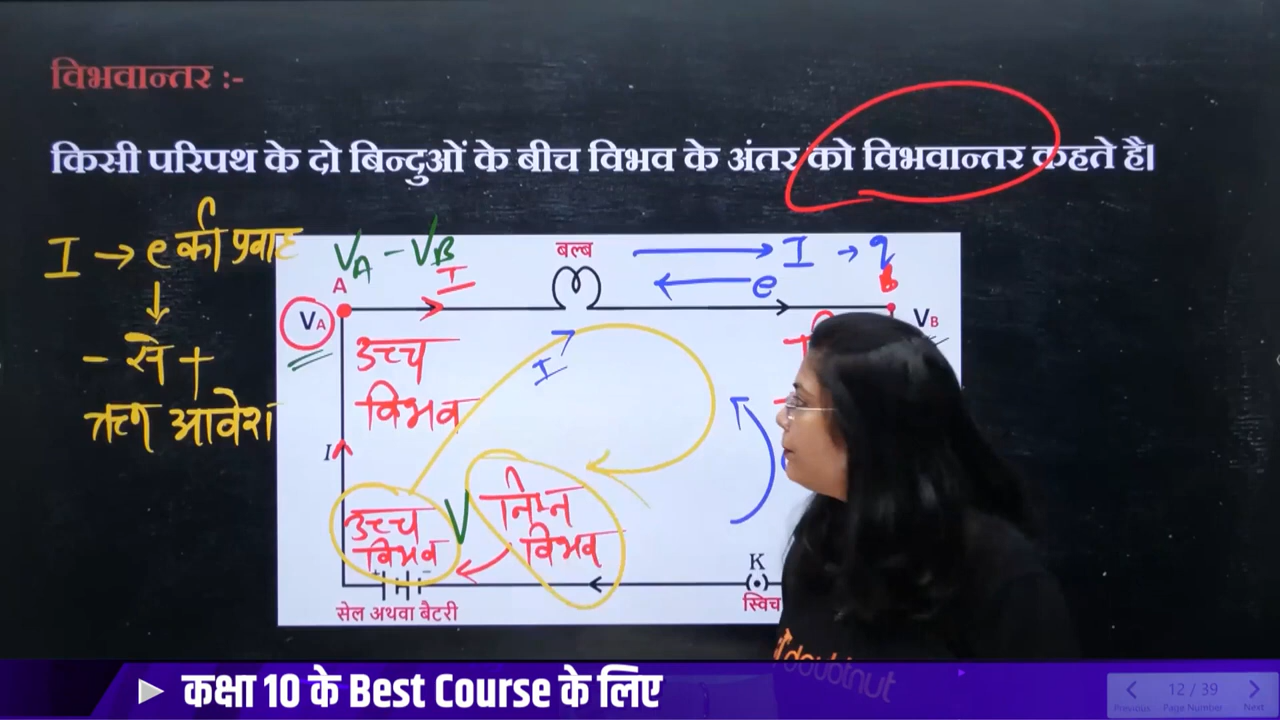 विभवान्तर :-
किसी परिपथ के दो बिन्दुओं के बीच विभव के अंतर को विभवान्तर कहते है।
I → e की प्रवाह
↓
- से +
ऋण आवेश
VA - VB
बल्ब
I → q
e
A
I
B
VA
VB
उच्च
विभव
I
I
उच्च
विभव
V
निम्न
विभव
K
सेल अथवा बैटरी
स्विच
doubtnut
कक्षा 10 के Best Course के लिए
12 / 39
Previous Page Number Next